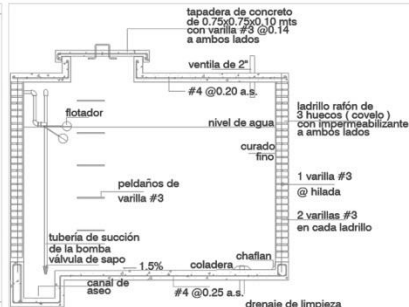 tapadera de concreto
de 0.75x0.75x0.10 mts
con varilla #3 @0.14
a ambos lados
ventila de 2"
#4 @0.20 a.s.
flotador
nivel de agua
ladrillo rafón de
3 huecos ( covelo )
con impermeabilizante
a ambos lados
curado
fino
peldaños de
varilla #3
1 varilla #3
@ hilada
2 varillas #3
en cada ladrillo
tubería de succión
de la bomba
válvula de sapo
chaflan
1.5%
coladera
canal de
aseo
#4 @0.25 a.s.
drenaje de limpieza